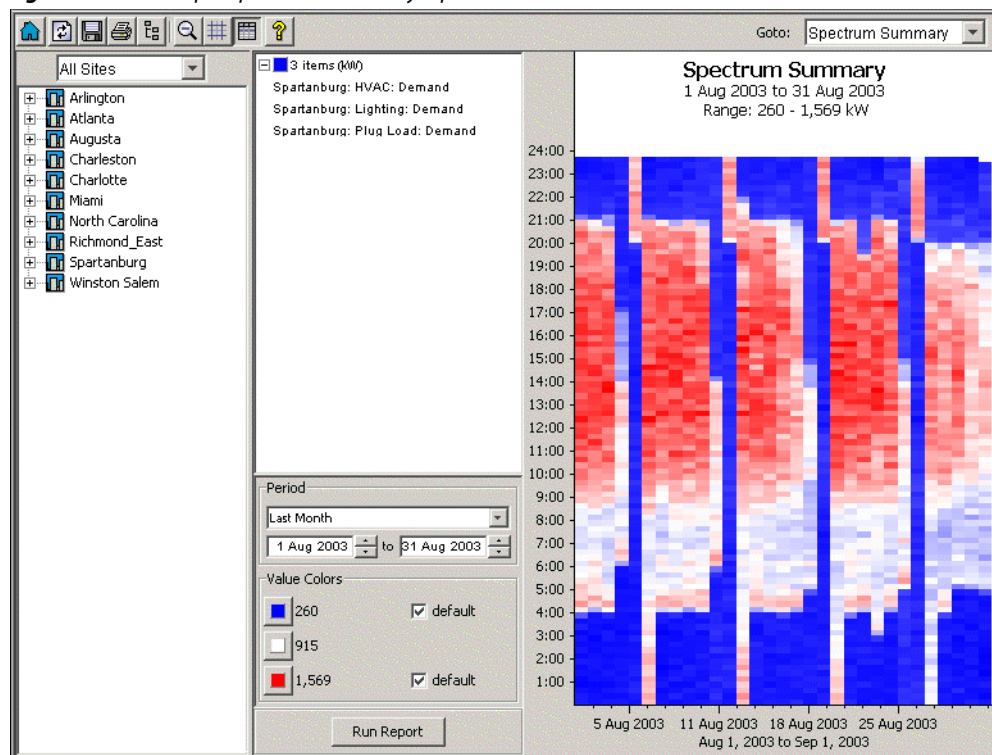 Goto: Spectrum Summary
All Sites
Arlington
Atlanta
Augusta
Charleston
Charlotte
Miami
North Carolina
Richmond_East
Spartanburg
Winston Salem
3 items (kW)
Spartanburg: HVAC: Demand
Spartanburg: Lighting: Demand
Spartanburg: Plug Load: Demand
Period
Last Month
1 Aug 2003 to 31 Aug 2003
Value Colors
260 default
915
1,569 default
Run Report
Spectrum Summary
1 Aug 2003 to 31 Aug 2003
Range: 260 - 1,569 kW
24:00
23:00
22:00
21:00
20:00
19:00
18:00
17:00
16:00
15:00
14:00
13:00
12:00
11:00
10:00
9:00
8:00
7:00
6:00
5:00
4:00
3:00
2:00
1:00
5 Aug 2003 11 Aug 2003 18 Aug 2003 25 Aug 2003
Aug 1, 2003 to Sep 1, 2003